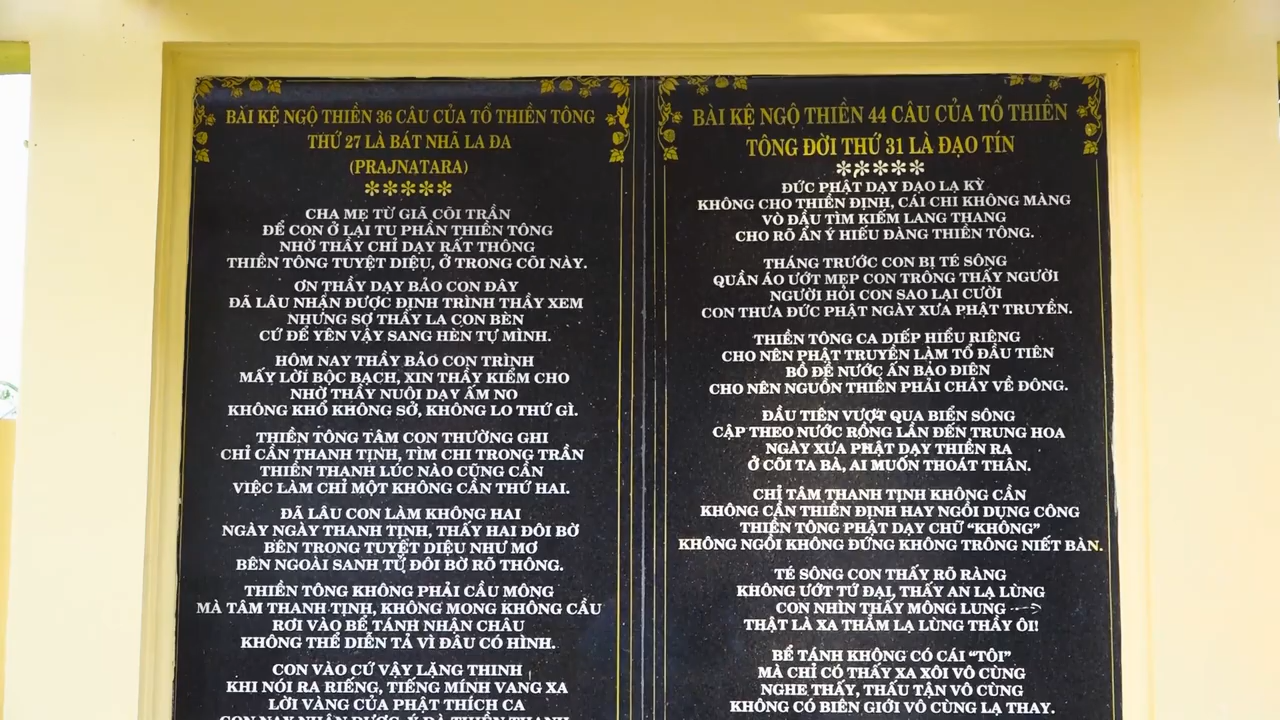 BÀI KỆ NGỘ THIỀN 36 CÂU CỦA TỔ THIỀN TÔNG
THỨ 27 LÀ BÁT NHÃ LA ĐA
(PRAJNATARA)
CHA MẸ TỪ GIÃ CÕI TRẦN
ĐỂ CON Ở LẠI TU PHẦN THIỀN TÔNG
NHỜ THẦY CHỈ DẠY RẤT THÔNG
THIỀN TÔNG TUYỆT DIỆU, Ở TRONG CÕI NÀY.
ƠN THẦY DẠY BẢO CON ĐÂY
ĐÃ LÂU NHẬN ĐƯỢC ĐỊNH TRÌNH THẦY XEM
NHƯNG SỢ THẦY LA CON BÈN
CỨ ĐỂ YÊN VẬY SANG HÈN TỰ MÌNH.
HÔM NAY THẦY BẢO CON TRÌNH
MẤY LỜI BỘC BẠCH, XIN THẦY KIỂM CHO
NHỜ THẦY NUÔI DẠY ẤM NO
KHÔNG KHỔ KHÔNG SỞ, KHÔNG LO THỨ GÌ.
THIỀN TÔNG TÂM CON THƯỜNG GHI
CHỈ CẦN THANH TỊNH, TÌM CHI TRONG TRẦN
THIỀN THANH LÚC NÀO CŨNG CẦN
VIỆC LÀM CHỈ MỘT KHÔNG CẦN THỨ HAI.
ĐÃ LÂU CON LÀM KHÔNG HAI
NGÀY NGÀY THANH TỊNH, THẤY HAI ĐÔI BỜ
BÊN TRONG TUYỆT DIỆU NHƯ MƠ
BÊN NGOÀI SANH TỬ ĐÔI BỜ RÕ THÔNG.
THIỀN TÔNG KHÔNG PHẢI CẦU MÔNG
MÀ TÂM THANH TỊNH, KHÔNG MONG KHÔNG CẦU
RƠI VÀO BỂ TÁNH NHẬN CHÂU
KHÔNG THỂ DIỄN TẢ VÌ ĐÂU CÓ HÌNH.
CON VÀO CỨ VẬY LẶNG THINH
KHI NÓI RA RIẾNG, TIẾNG MÍNH VANG XA
LỜI VÀNG CỦA PHẬT THÍCH CA
CON NAY NHẬN ĐƯỢC, Ý ĐÀ THIỀN THANH
BÀI KỆ NGỘ THIỀN 44 CÂU CỦA TỔ THIỀN
TÔNG ĐỜI THỨ 31 LÀ ĐẠO TÍN
ĐỨC PHẬT DẠY ĐẠO LẠ KỲ
KHÔNG CHO THIỀN ĐỊNH, CÁI CHI KHÔNG MÀNG
VÒ ĐẦU TÌM KIẾM LANG THANG
CHO RÕ ẨN Ý HIỂU ĐÀNG THIỀN TÔNG.
THÁNG TRƯỚC CON BỊ TÉ SÔNG
QUẦN ÁO ƯỚT MẸP CON TRÔNG THẤY NGƯỜI
NGƯỜI HỎI CON SAO LẠI CƯỜI
CON THƯA ĐỨC PHẬT NGÀY XƯA PHẬT TRUYỀN.
THIỀN TÔNG CA DIẾP HIỂU RIÊNG
CHO NÊN PHẬT TRUYỀN LÀM TỔ ĐẦU TIÊN
BỒ ĐỀ NƯỚC ẤN BẢO ĐIÊN
CHO NÊN NGUỒN THIỀN PHẢI CHẢY VỀ ĐÔNG.
ĐẦU TIÊN VƯỢT QUA BIỂN SÔNG
CẬP THEO NƯỚC RỒNG LẦN ĐẾN TRUNG HOA
NGÀY XƯA PHẬT DẠY THIỀN RA
Ở CÕI TA BÀ, AI MUỐN THOÁT THÂN.
CHỈ TÂM THANH TỊNH KHÔNG CẦN
KHÔNG CẦN THIỀN ĐỊNH HAY NGỒI DỤNG CÔNG
THIỀN TÔNG PHẬT DẠY CHỮ “KHÔNG”
KHÔNG NGỒI KHÔNG ĐỨNG KHÔNG TRÔNG NIẾT BÀN.
TÉ SÔNG CON THẤY RÕ RÀNG
KHÔNG ƯỚT TỨ ĐẠI, THẤY AN LẠ LÙNG
CON NHÌN THẤY MÔNG LUNG
THẬT LÀ XA THẲM LẠ LÙNG THẦY ÔI!
BỂ TÁNH KHÔNG CÓ CÁI “TÔI”
MÀ CHỈ CÓ THẤY XA XÔI VÔ CÙNG
NGHE THẤY, THẤU TẬN VÔ CÙNG
KHÔNG CÓ BIÊN GIỚI VÔ CÙNG LẠ THAY.